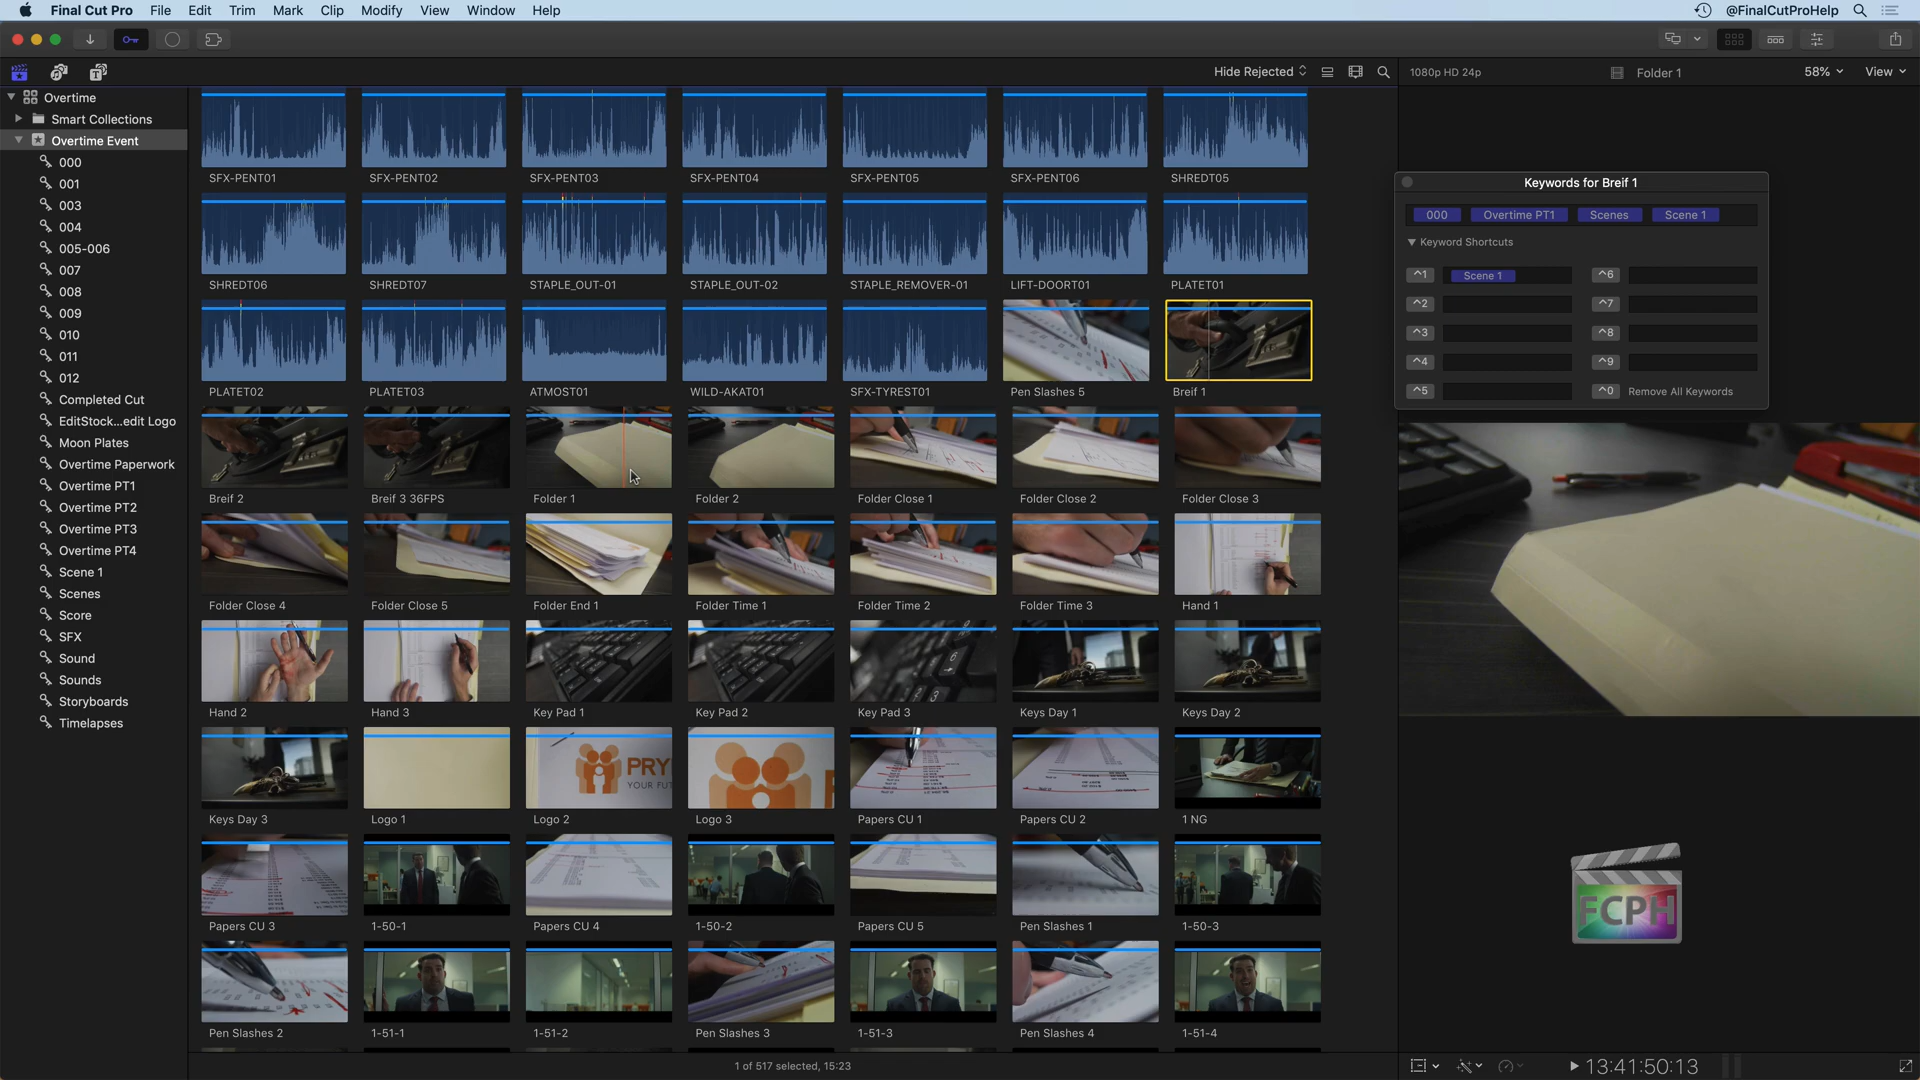 Final Cut Pro File Edit Trim Mark Clip Modify View Window Help @FinalCutProHelp
Hide Rejected 1080p HD 24p Folder 1 58% View
Overtime
Smart Collections
Overtime Event
000
001
003
004
005-006
007
008
009
010
011
012
Completed Cut
EditStock...edit Logo
Moon Plates
Overtime Paperwork
Overtime PT1
Overtime PT2
Overtime PT3
Overtime PT4
Scene 1
Scenes
Score
SFX
Sound
Sounds
Storyboards
Timelapses
SFX-PENT01 SFX-PENT02 SFX-PENT03 SFX-PENT04 SFX-PENT05 SFX-PENT06 SHREDT05
SHREDT06 SHREDT07 STAPLE_OUT-01 STAPLE_OUT-02 STAPLE_REMOVER-01 LIFT-DOORT01 PLATET01
PLATET02 PLATET03 ATMOST01 WILD-AKAT01 SFX-TYREST01 Pen Slashes 5 Breif 1
Breif 2 Breif 3 36FPS Folder 1 Folder 2 Folder Close 1 Folder Close 2 Folder Close 3
Folder Close 4 Folder Close 5 Folder End 1 Folder Time 1 Folder Time 2 Folder Time 3 Hand 1
Hand 2 Hand 3 Key Pad 1 Key Pad 2 Key Pad 3 Keys Day 1 Keys Day 2
PRY
YOUR FUT
Keys Day 3 Logo 1 Logo 2 Logo 3 Papers CU 1 Papers CU 2 1 NG
Papers CU 3 1-50-1 Papers CU 4 1-50-2 Papers CU 5 Pen Slashes 1 1-50-3
Pen Slashes 2 1-51-1 1-51-2 Pen Slashes 3 1-51-3 Pen Slashes 4 1-51-4
1 of 517 selected, 15:23
Keywords for Breif 1
000 Overtime PT1 Scenes Scene 1
Keyword Shortcuts
^1 Scene 1 ^6
^2 ^7
^3 ^8
^4 ^9
^5 ^0 Remove All Keywords
FCPH
13:41:50:13